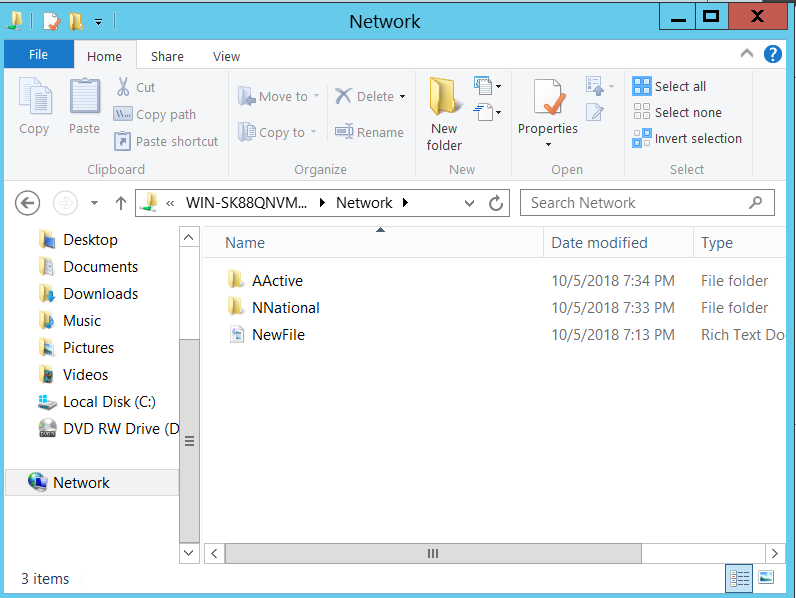 Network
File Home Share View
Copy
Paste
Cut
Copy path
Paste shortcut
Clipboard
Move to
Copy to
Delete
Rename
Organize
New
folder
New
Properties
Open
Select all
Select none
Invert selection
Select
« WIN-SK88QNVM... Network
Search Network
Desktop
Documents
Downloads
Music
Pictures
Videos
Local Disk (C:)
DVD RW Drive (D
Network
Name Date modified Type
AActive 10/5/2018 7:34 PM File folder
NNational 10/5/2018 7:33 PM File folder
NewFile 10/5/2018 7:13 PM Rich Text Do
3 items